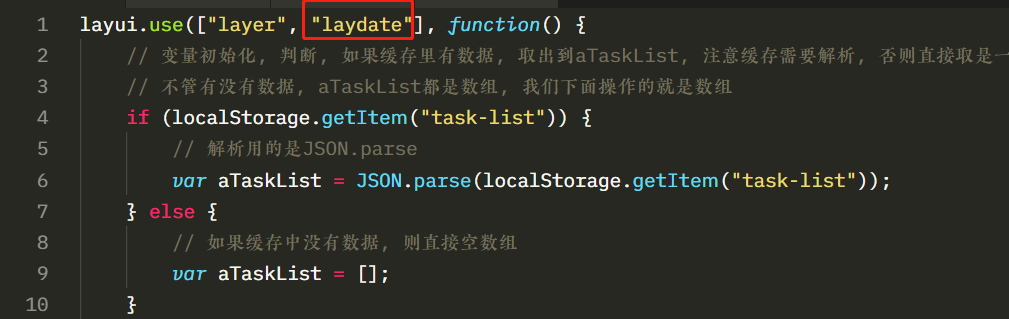 1 layui.use(["layer", "laydate"], function() {
2 // 变量初始化, 判断, 如果缓存里有数据, 取出到aTaskList, 注意缓存需要解析, 否则直接取是一
3 // 不管有没有数据, aTaskList都是数组, 我们下面操作的就是数组
4 if (localStorage.getItem("task-list")) {
5 // 解析用的是JSON.parse
6 var aTaskList = JSON.parse(localStorage.getItem("task-list"));
7 } else {
8 // 如果缓存中没有数据, 则直接空数组
9 var aTaskList = [];
10 }